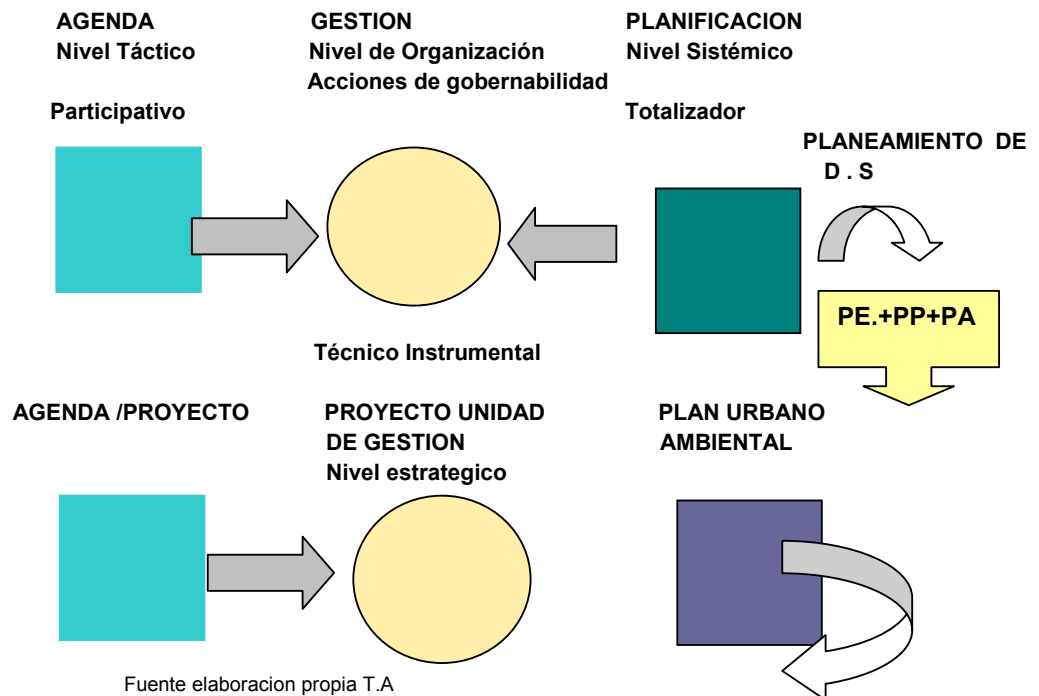 AGENDA
Nivel Táctico
GESTION
Nivel de Organización
Acciones de gobernabilidad
PLANIFICACION
Nivel Sistémico
Participativo
Totalizador
PLANEAMIENTO DE
D . S
PE.+PP+PA
Técnico Instrumental
AGENDA /PROYECTO
PROYECTO UNIDAD
DE GESTION
Nivel estrategico
PLAN URBANO
AMBIENTAL
Fuente elaboracion propia T.A